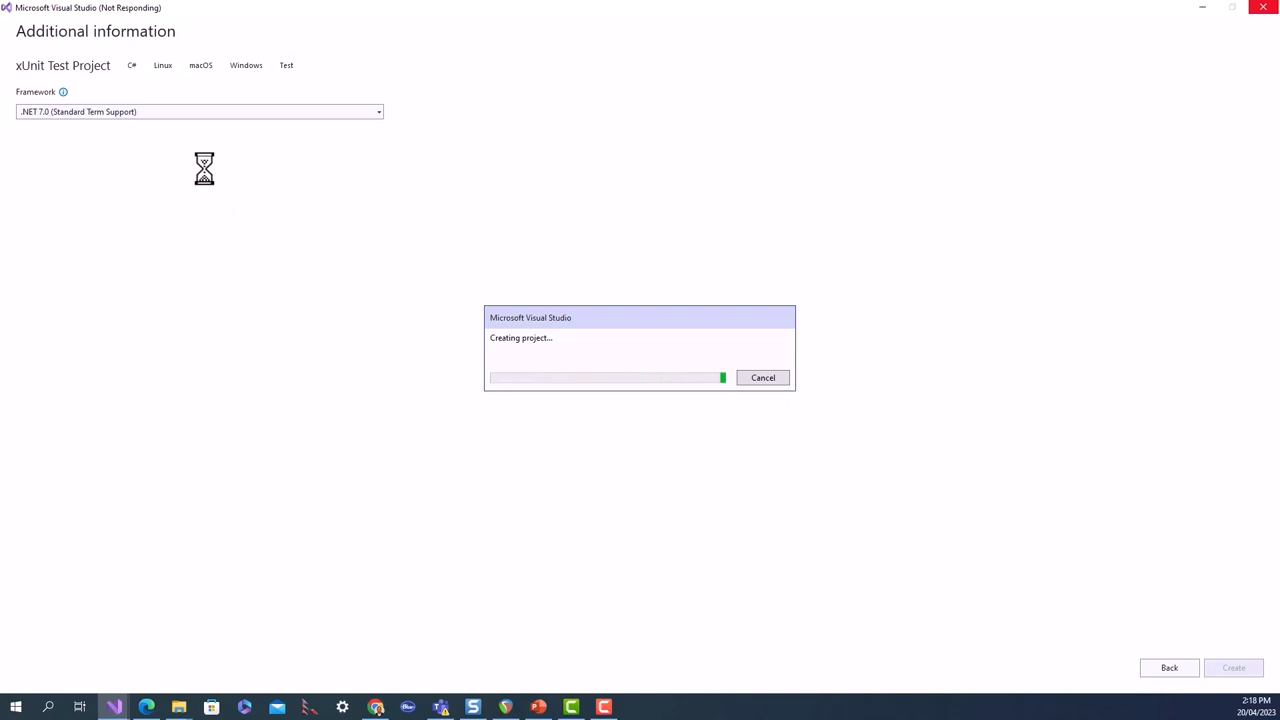 Microsoft Visual Studio (Not Responding)
Additional information
xUnit Test Project C# Linux macOS Windows Test
Framework
.NET 7.0 (Standard Term Support)
Microsoft Visual Studio
Creating project...
Cancel
Back Create
2:18 PM
20/04/2023